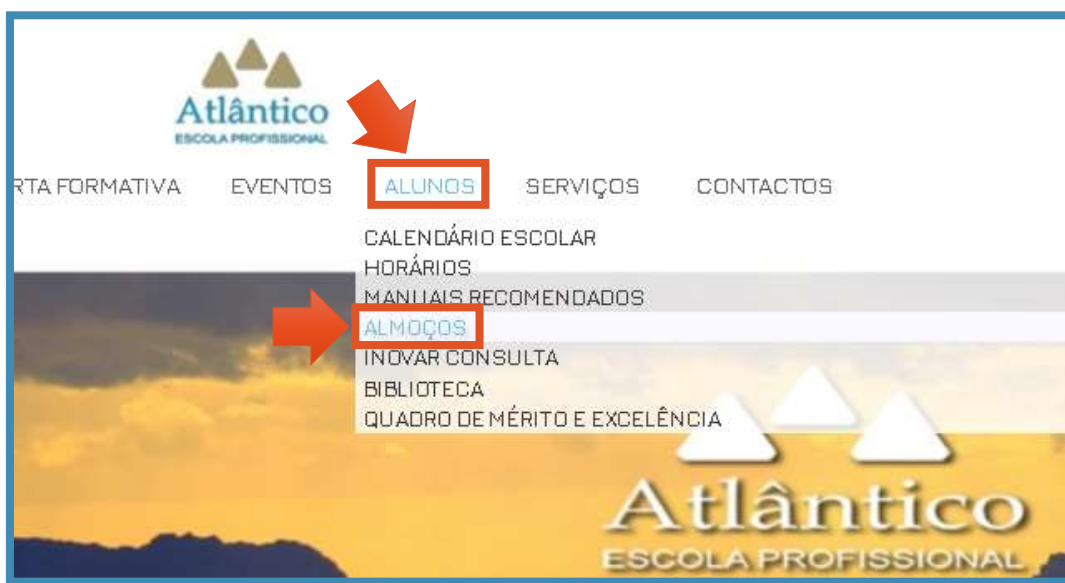 Atlântico
ESCOLA PROFISSIONAL
RTA FORMATIVA EVENTOS ALUNOS SERVIÇOS CONTACTOS
CALENDÁRIO ESCOLAR
HORÁRIOS
MANUAIS RECOMENDADOS
ALMOÇOS
INOVAR CONSULTA
BIBLIOTECA
QUADRO DE MÉRITO E EXCELÊNCIA
Atlântico
ESCOLA PROFISSIONAL